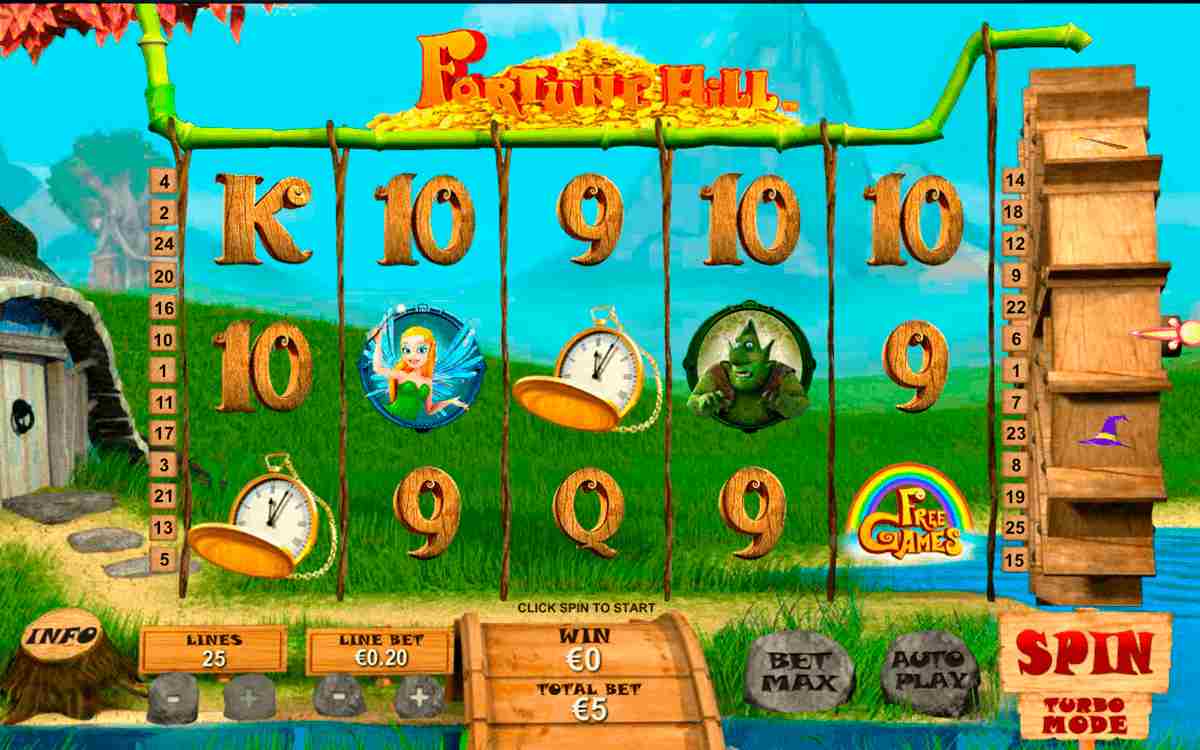 FORTUNE HILL
4
2
24
20
16
10
1
11
17
3
21
13
5
K 10 9 10 10
10 9
9 Q 9 FREE GAMES
14
18
12
9
22
6
1
7
23
8
19
25
15
CLICK SPIN TO START
INFO
LINES
25
LINE BET
€0.20
- + - +
WIN
€0
TOTAL BET
€5
BET
MAX
AUTO
PLAY
SPIN
TURBO
MODE